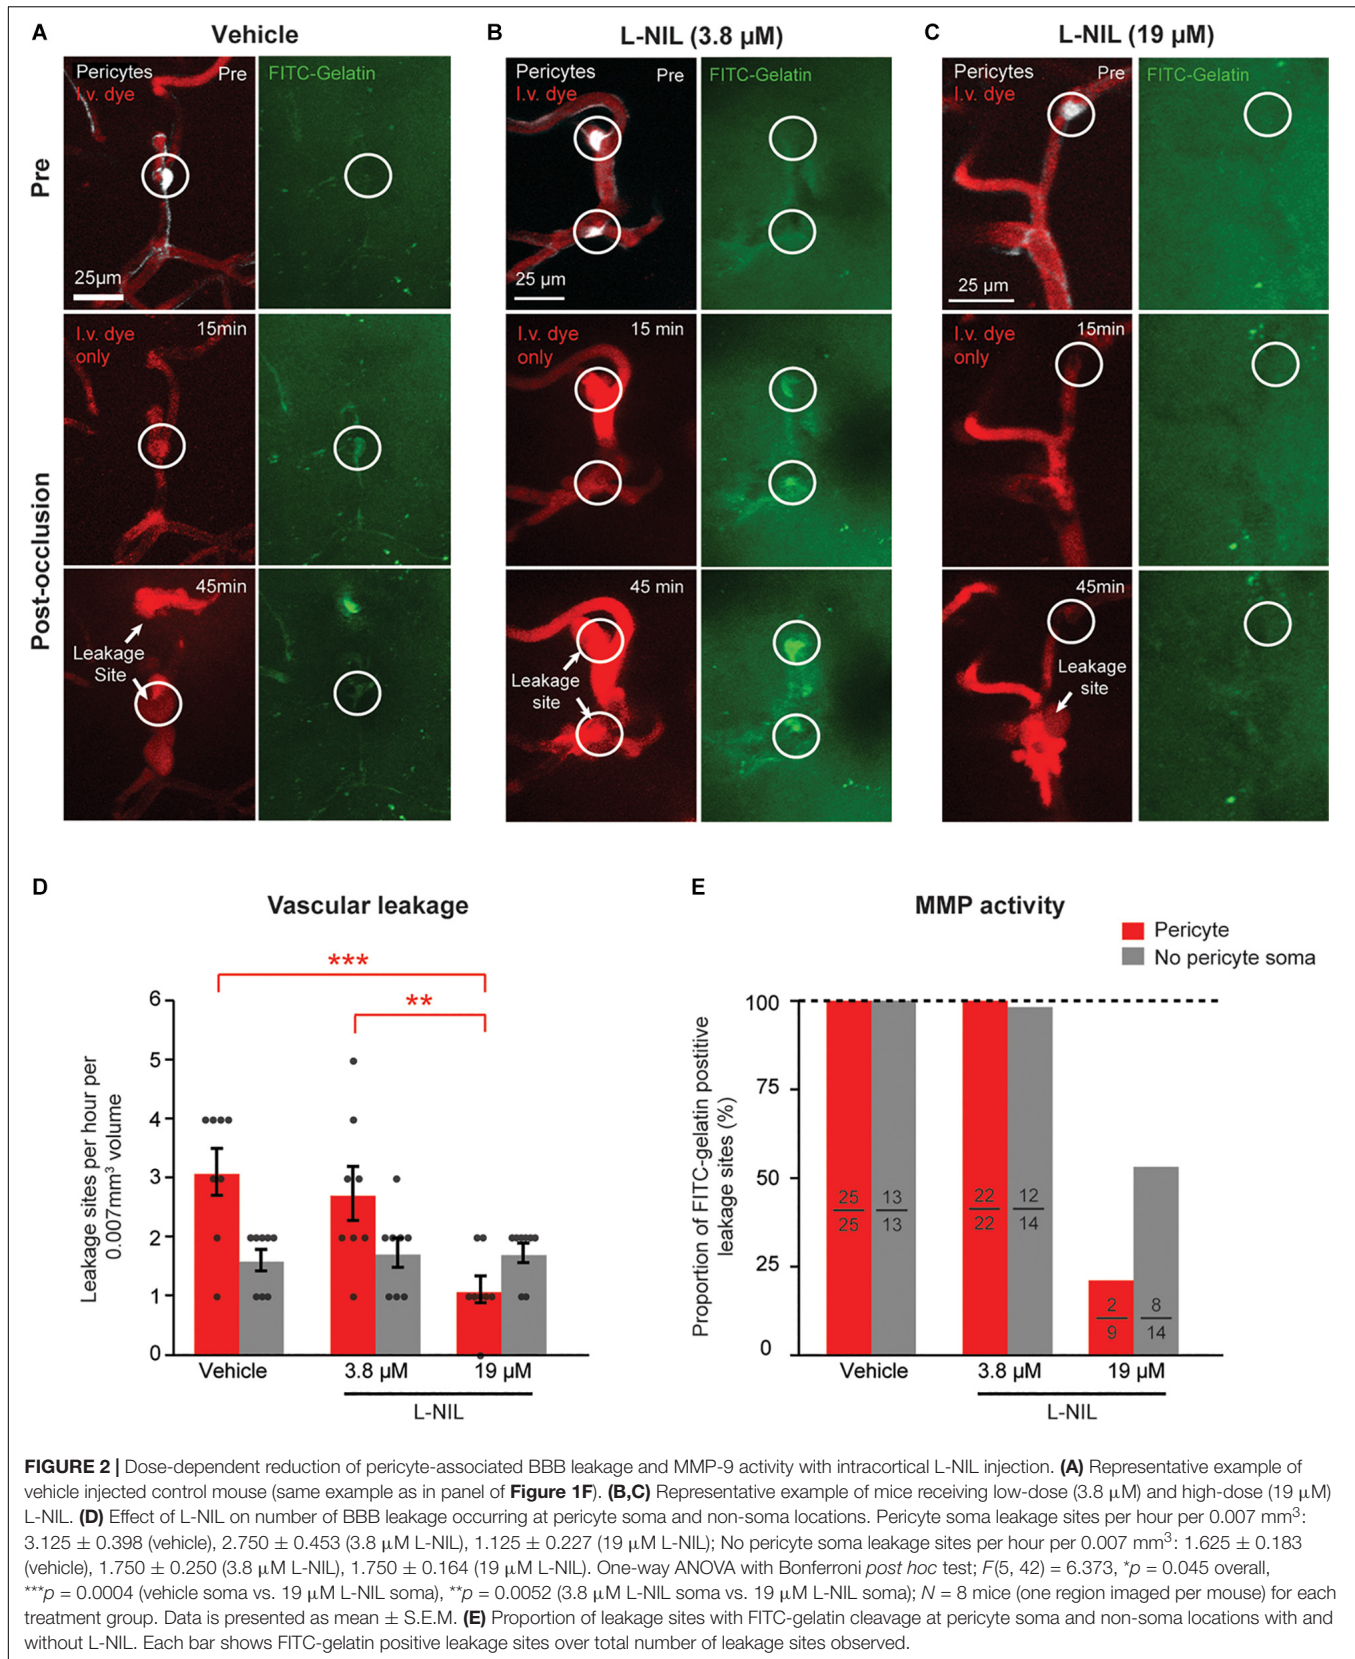 A
Vehicle
B
L-NIL (3.8 µM)
C
L-NIL (19 µM)
Pre
Pericytes
I.v. dye
Pre
FITC-Gelatin
25µm
Pericytes
I.v. dye
Pre
FITC-Gelatin
25 µm
Pericytes
I.v. dye
Pre
FITC-Gelatin
25 µm
Post-occlusion
I.v. dye
only
15min
I.v. dye
only
15 min
I.v. dye
only
15min
45min
Leakage
Site
45 min
Leakage
site
45min
Leakage
site
D
Vascular leakage
***
**
6
5
4
3
2
1
0
Leakage sites per hour per
0.007mm³ volume
Vehicle
3.8 µM
19 µM
L-NIL
E
MMP activity
Pericyte
No pericyte soma
100
75
50
25
0
Proportion of FITC-gelatin postitive
leakage sites (%)
25
25
13
13
22
22
12
14
2
9
8
14
Vehicle
3.8 µM
19 µM
L-NIL
FIGURE 2 | Dose-dependent reduction of pericyte-associated BBB leakage and MMP-9 activity with intracortical L-NIL injection. (A) Representative example of
vehicle injected control mouse (same example as in panel of Figure 1F). (B,C) Representative example of mice receiving low-dose (3.8 µM) and high-dose (19 µM)
L-NIL. (D) Effect of L-NIL on number of BBB leakage occurring at pericyte soma and non-soma locations. Pericyte soma leakage sites per hour per 0.007 mm³:
3.125 ± 0.398 (vehicle), 2.750 ± 0.453 (3.8 µM L-NIL), 1.125 ± 0.227 (19 µM L-NIL); No pericyte soma leakage sites per hour per 0.007 mm³: 1.625 ± 0.183
(vehicle), 1.750 ± 0.250 (3.8 µM L-NIL), 1.750 ± 0.164 (19 µM L-NIL). One-way ANOVA with Bonferroni post hoc test; F(5, 42) = 6.373, *p = 0.045 overall,
***p = 0.0004 (vehicle soma vs. 19 µM L-NIL soma), **p = 0.0052 (3.8 µM L-NIL soma vs. 19 µM L-NIL soma); N = 8 mice (one region imaged per mouse) for each
treatment group. Data is presented as mean ± S.E.M. (E) Proportion of leakage sites with FITC-gelatin cleavage at pericyte soma and non-soma locations with and
without L-NIL. Each bar shows FITC-gelatin positive leakage sites over total number of leakage sites observed.